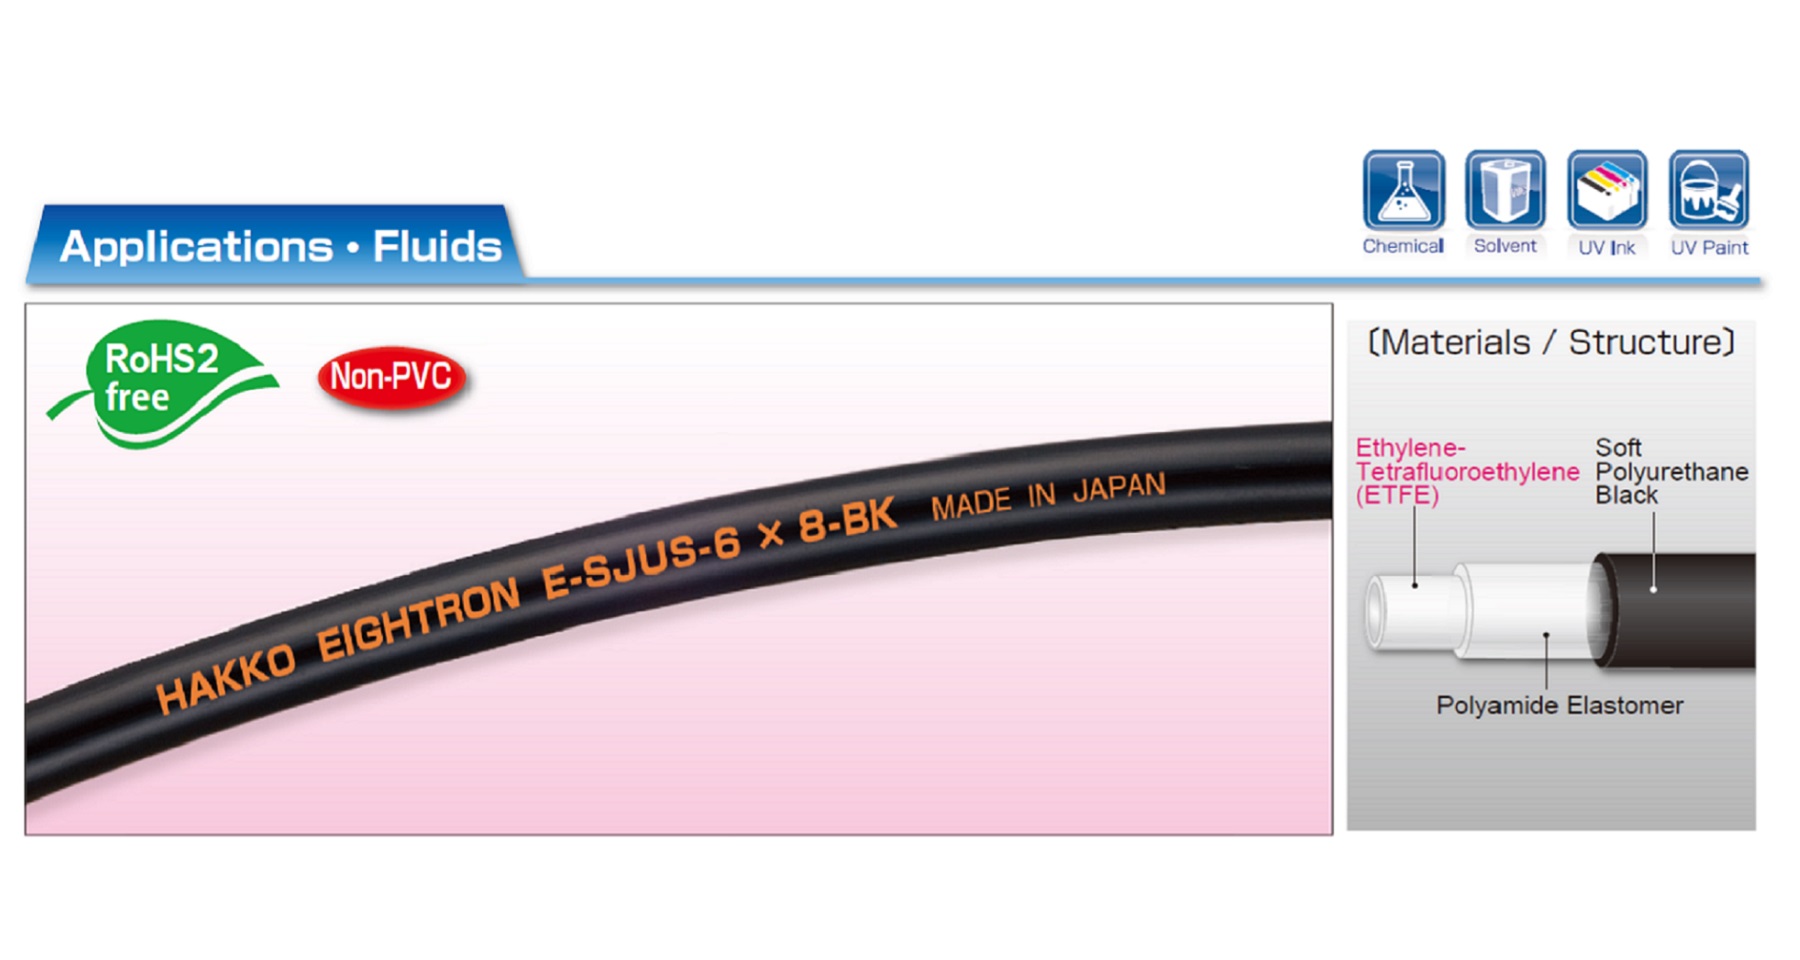 Chemical
Solvent
UV Ink
UV Paint
Applications • Fluids
RoHS2
free
Non-PVC
HAKKO EIGHTRON E-SJUS-6 × 8-BK MADE IN JAPAN
〔Materials / Structure〕
Ethylene-
Tetrafluoroethylene
(ETFE)
Soft
Polyurethane
Black
Polyamide Elastomer